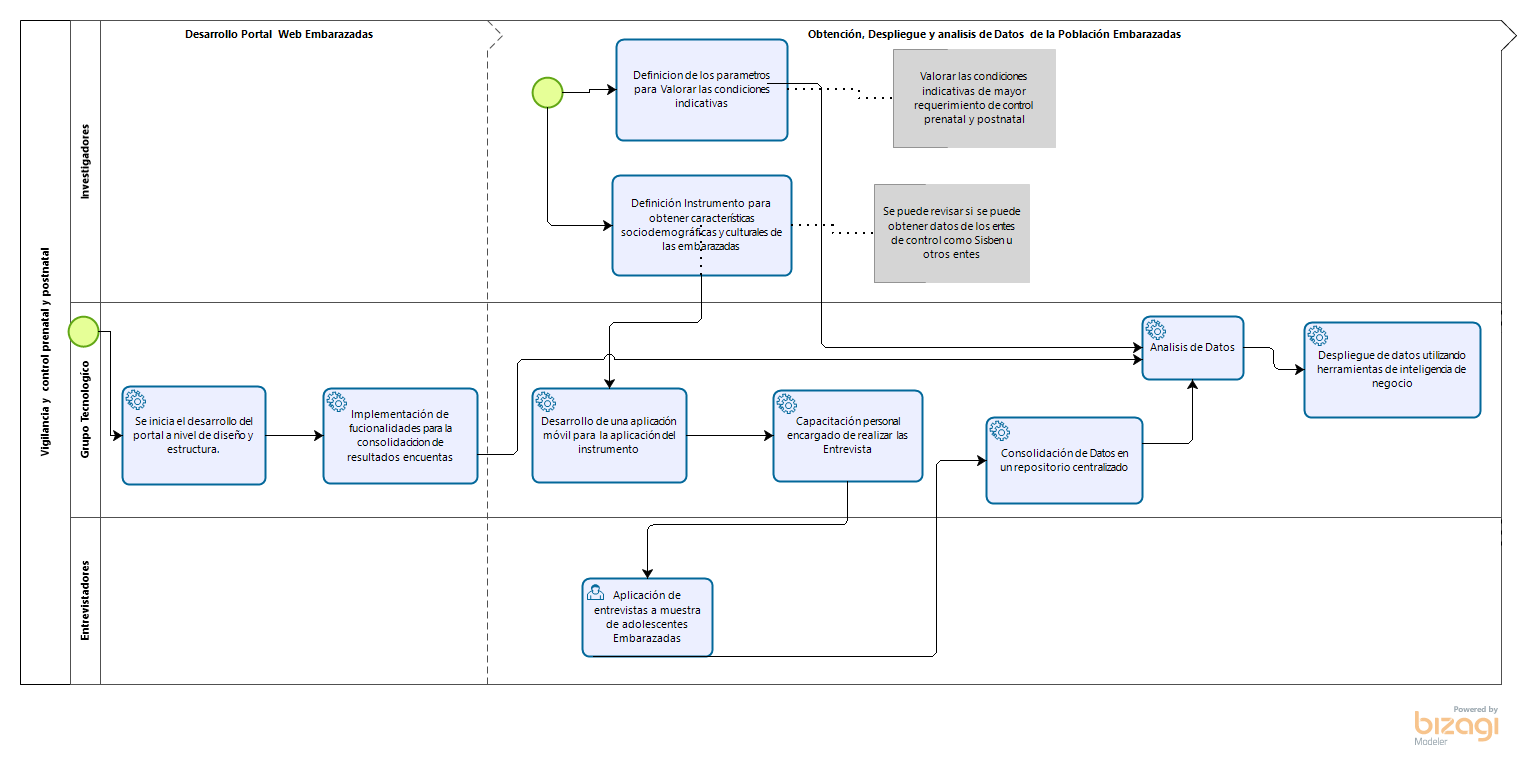 Desarrollo Portal Web Embarazadas
Obtención, Despliegue y analisis de Datos de la Población Embarazadas
Vigilancia y control prenatal y postnatal
Investigadores
Definicion de los parametros
para Valorar las condiciones
indicativas
Valorar las condiciones
indicativas de mayor
requerimiento de control
prenatal y postnatal
Definición Instrumento para
obtener características
sociodemográficas y culturales de
las embarazadas
Se puede revisar si se puede
obtener datos de los entes
de control como Sisben u
otros entes
Grupo Tecnologíco
Se inicia el desarrollo del
portal a nivel de diseño y
estructura.
Implementación de
fucionalidades para la
consolidacion de
resultados encuentas
Desarrollo de una aplicación
móvil para la aplicación del
instrumento
Capacitación personal
encargado de realizar las
Entrevista
Consolidación de Datos en
un repositorio centralizado
Analisis de Datos
Despliegue de datos utilizando
herramientas de inteligencia de
negocio
Entrevistadores
Aplicación de
entrevistas a muestra
de adolescentes
Embarazadas
Powered by
bizagi
Modeler